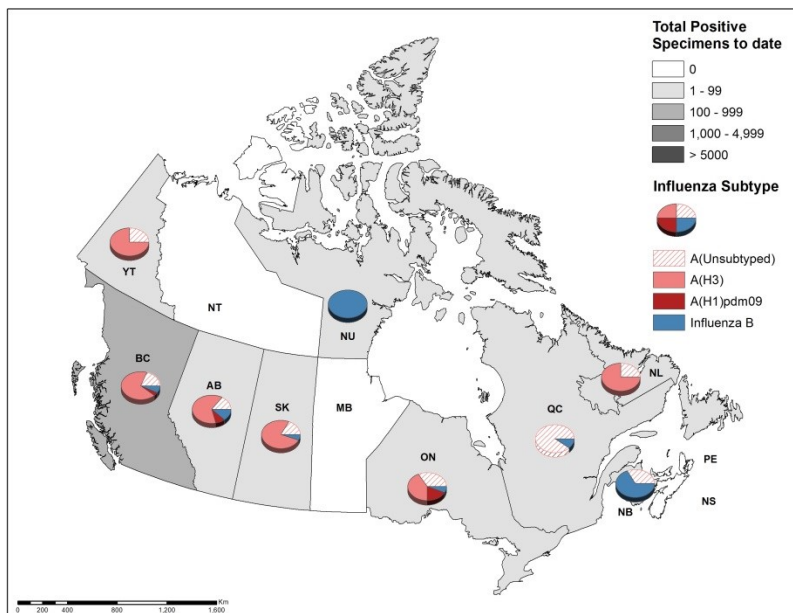 Total Positive
Specimens to date
0
1 - 99
100 - 999
1,000 - 4,999
> 5000
Influenza Subtype
A(Unsubtyped)
A(H3)
A(H1)pdm09
Influenza B
YT
NT
NU
BC
AB
SK
MB
ON
QC
NL
PE
NB
NS
0 100 200 400 800 1,200 1,600
Km